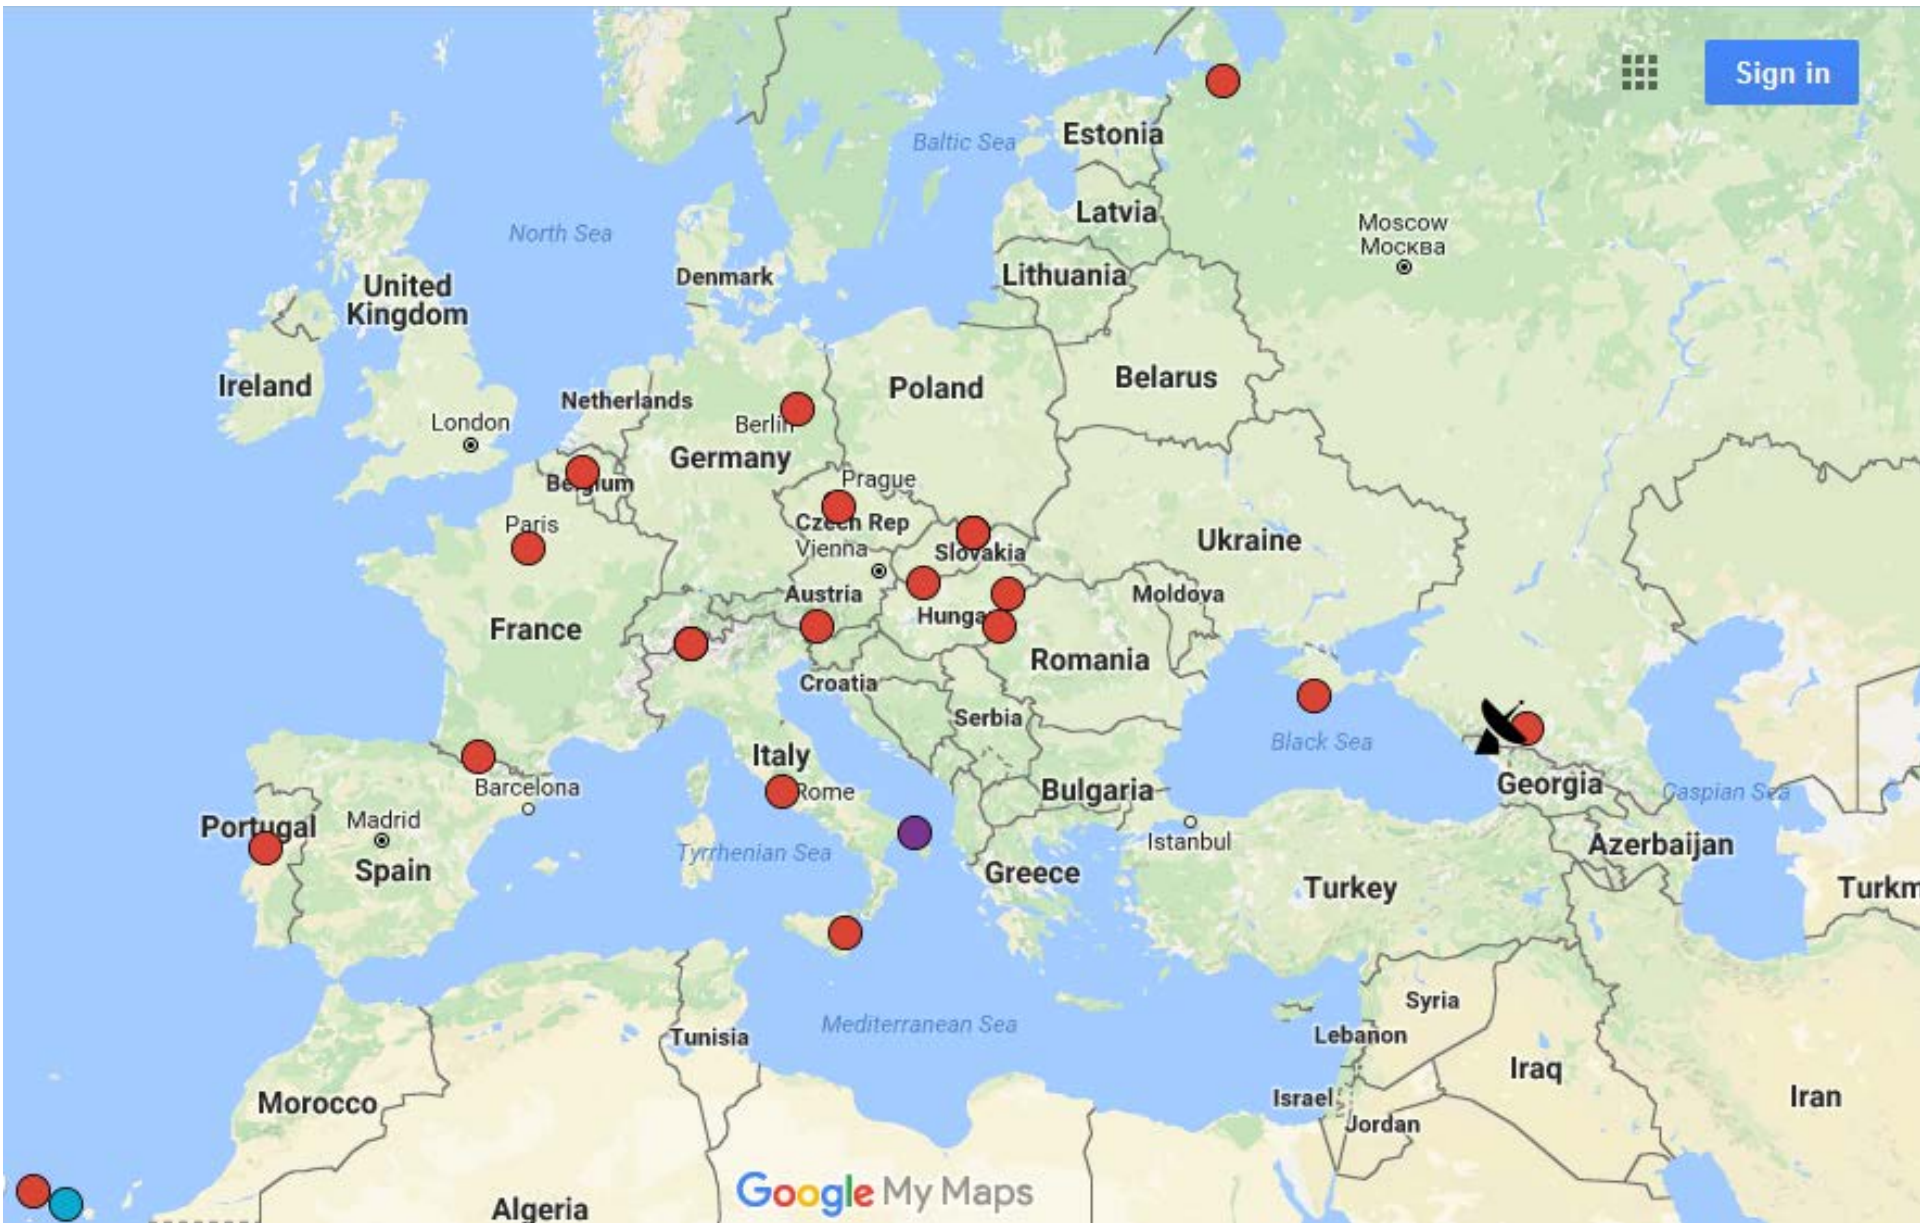 Sign in
Baltic Sea
Estonia
Latvia
Moscow
Москва
North Sea
Lithuania
Denmark
United
Kingdom
Ireland
Netherlands
Poland
Belarus
London
Berlin
Germany
Belgium
Prague
Paris
Czech Rep
Vienna
Slovakia
Ukraine
Austria
Moldova
Hunga
France
Romania
Croatia
Serbia
Black Sea
Italy
Georgia
Barcelona
Rome
Bulgaria
Caspian Sea
Portugal
Madrid
Istanbul
Azerbaijan
Tyrrhenian Sea
Spain
Greece
Turkey
Turkm
Syria
Mediterranean Sea
Tunisia
Lebanon
Iraq
Morocco
Israel
Iran
Jordan
Google My Maps
Algeria